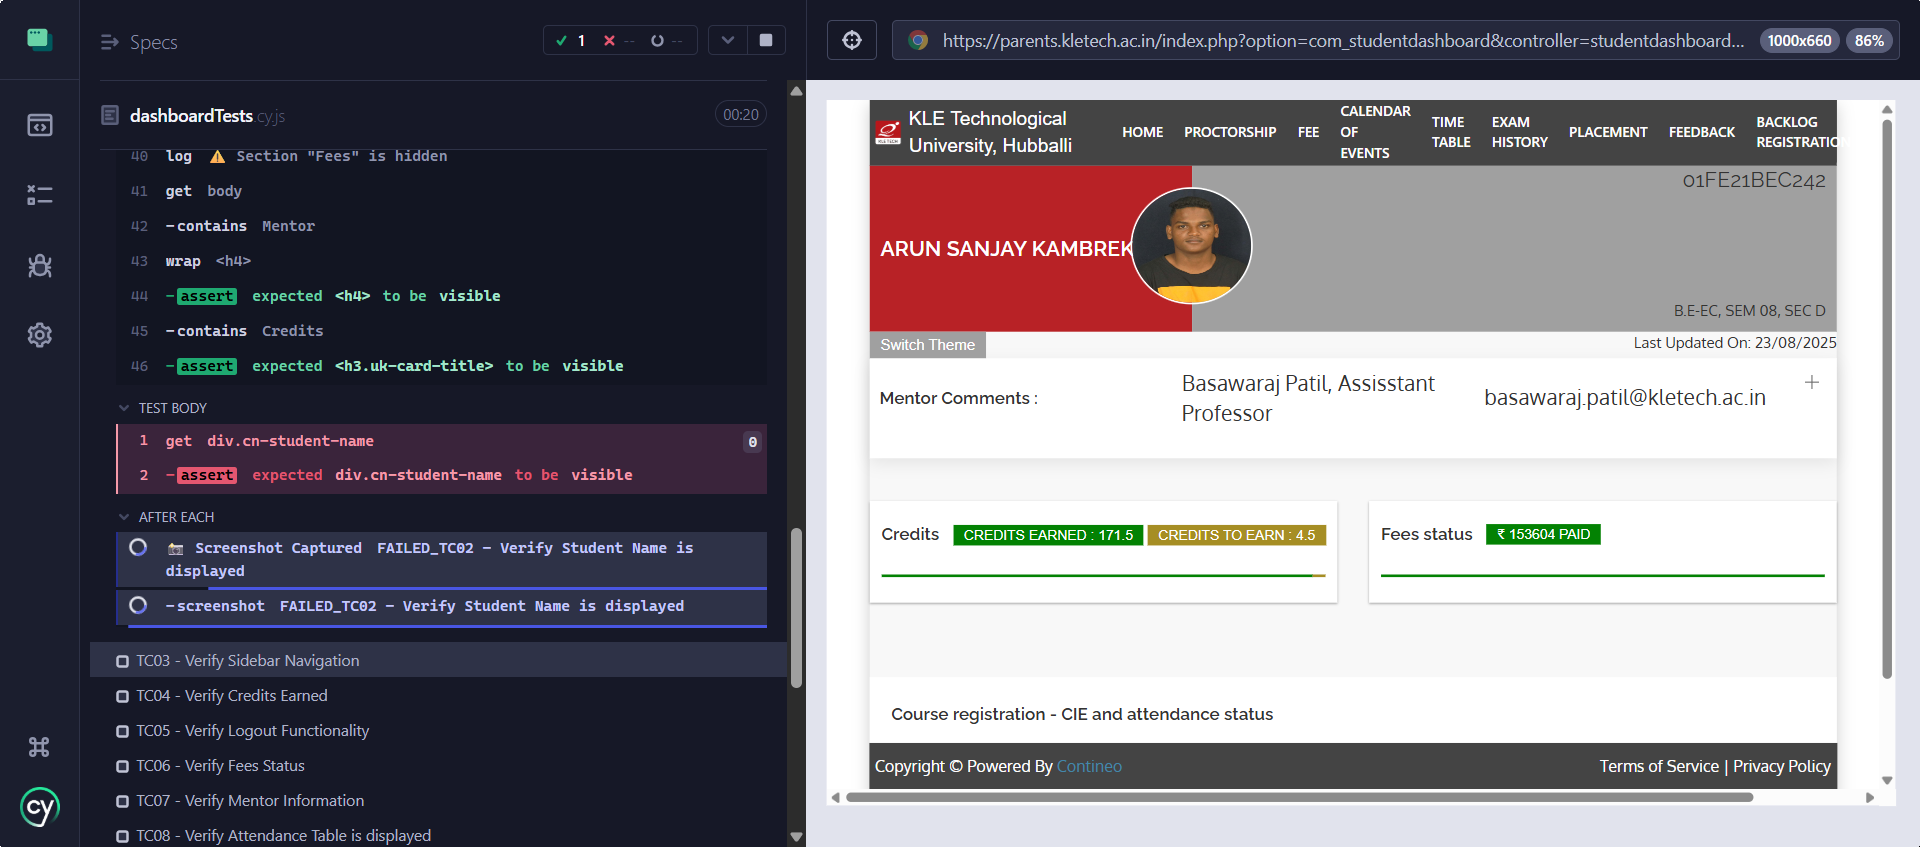 Specs
1
--
--
https://parents.kletech.ac.in/index.php?option=com_studentdashboard&controller=studentdashboard...
1000x660
86%
dashboardTests.cy.js
00:20
40 log ⚠ Section "Fees" is hidden
41 get body
42 -contains Mentor
43 wrap <h4>
44 -assert expected <h4> to be visible
45 -contains Credits
46 -assert expected <h3.uk-card-title> to be visible
TEST BODY
1 get div.cn-student-name 0
2 -assert expected div.cn-student-name to be visible
AFTER EACH
📸 Screenshot Captured FAILED_TC02 - Verify Student Name is
displayed
-screenshot FAILED_TC02 - Verify Student Name is displayed
TC03 - Verify Sidebar Navigation
TC04 - Verify Credits Earned
TC05 - Verify Logout Functionality
TC06 - Verify Fees Status
TC07 - Verify Mentor Information
TC08 - Verify Attendance Table is displayed
cy
KLE TECH
KLE Technological
University, Hubballi
HOME
PROCTORSHIP
FEE
CALENDAR
OF
EVENTS
TIME
TABLE
EXAM
HISTORY
PLACEMENT
FEEDBACK
BACKLOG
REGISTRATION
01FE21BEC242
ARUN SANJAY KAMBREK
B.E-EC, SEM 08, SEC D
Switch Theme
Last Updated On: 23/08/2025
Mentor Comments :
Basawaraj Patil, Assisstant
Professor
basawaraj.patil@kletech.ac.in
Credits
CREDITS EARNED : 171.5
CREDITS TO EARN : 4.5
Fees status
₹ 153604 PAID
Course registration - CIE and attendance status
Copyright © Powered By Contineo
Terms of Service | Privacy Policy